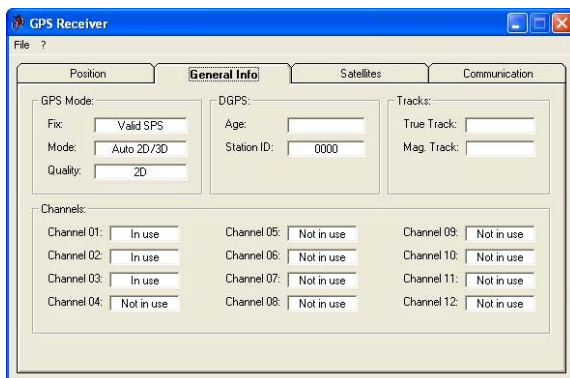 GPS Receiver
File ?
Position General Info Satellites Communication
GPS Mode: DGPS: Tracks:
Fix: Valid SPS Age: True Track:
Mode: Auto 2D/3D Station ID: 0000 Mag. Track:
Quality: 2D
Channels:
Channel 01: In use Channel 05: Not in use Channel 09: Not in use
Channel 02: In use Channel 06: Not in use Channel 10: Not in use
Channel 03: In use Channel 07: Not in use Channel 11: Not in use
Channel 04: Not in use Channel 08: Not in use Channel 12: Not in use